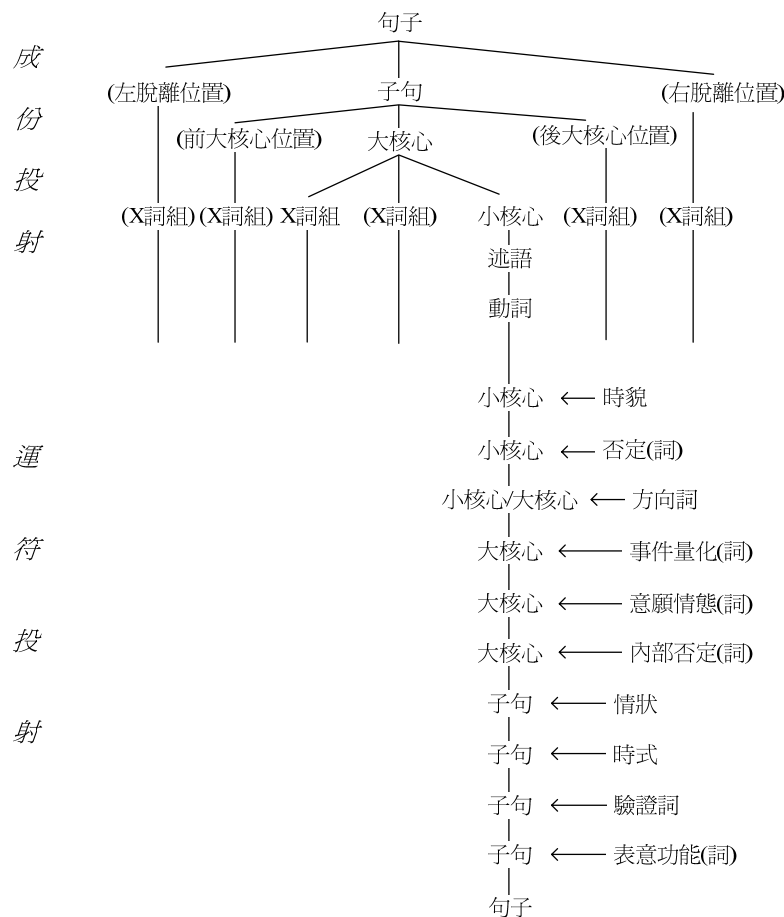 句子
成
(左脫離位置) 子句 (右脫離位置)
份
(前大核心位置) 大核心 (後大核心位置)
投
(X詞組) (X詞組) X詞組 (X詞組) 小核心 (X詞組) (X詞組)
射
述語
動詞
小核心 時貌
運
小核心 否定(詞)
小核心/大核心 方向詞
符
大核心 事件量化(詞)
大核心 意願情態(詞)
投
大核心 內部否定(詞)
子句 情狀
射
子句 時式
子句 驗證詞
子句 表意功能(詞)
句子